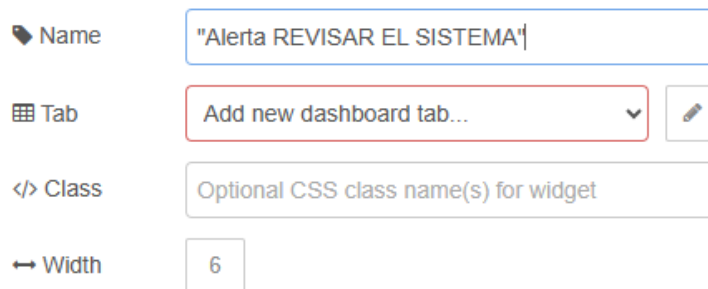 Name "Alerta REVISAR EL SISTEMA"
Tab Add new dashboard tab...
</> Class Optional CSS class name(s) for widget
Width 6